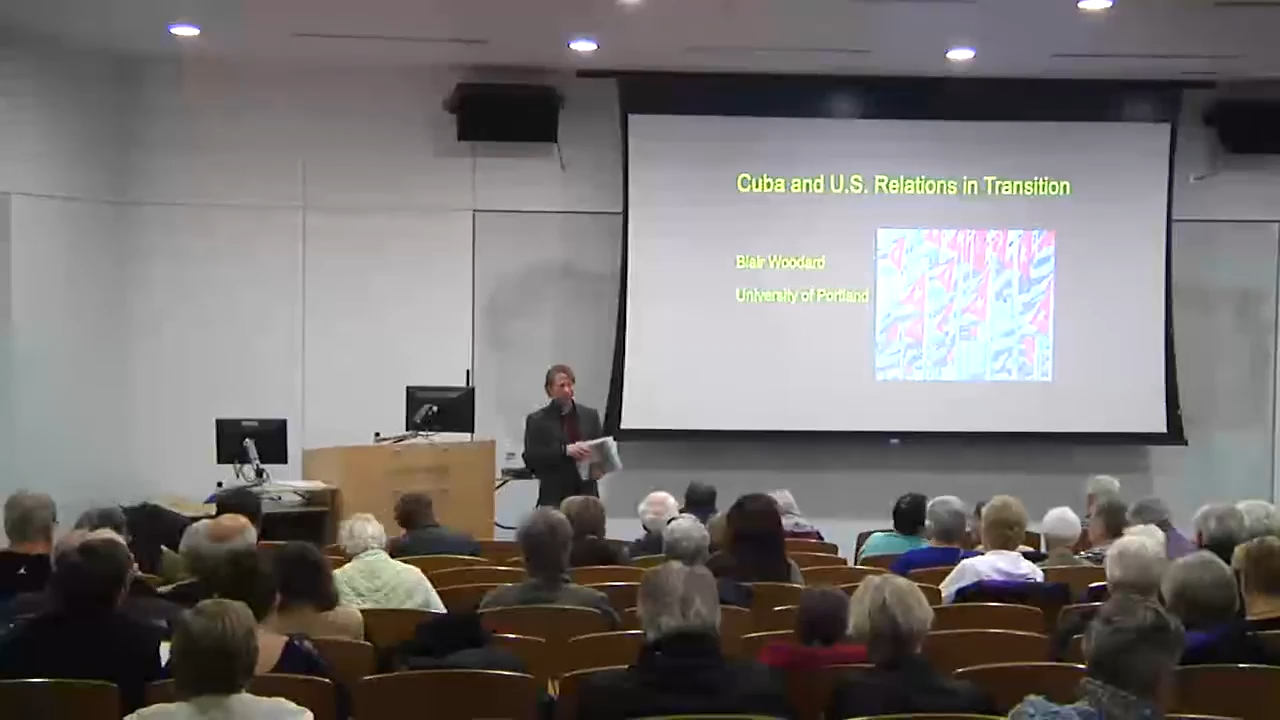 Cuba and U.S. Relations in Transition
Blair Woodard
University of Portland